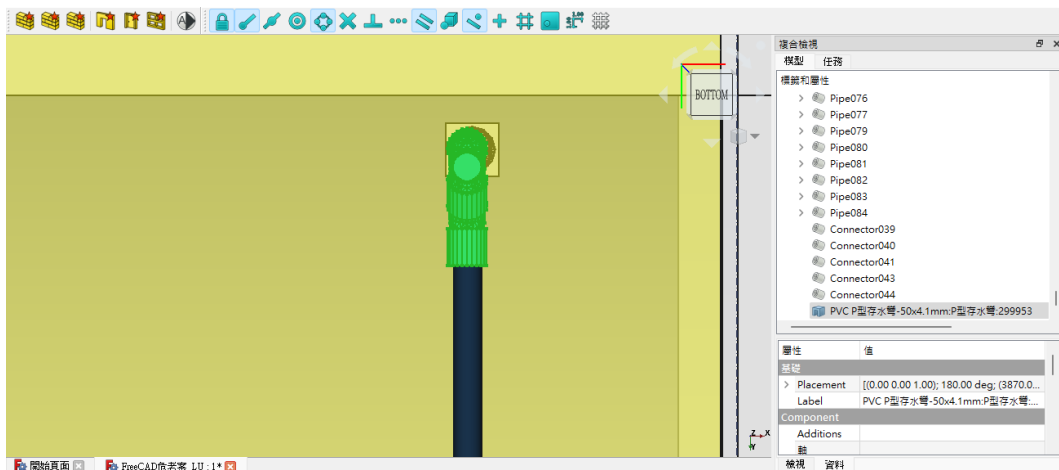 複合檢視
模型 任務
標籤和屬性
Pipe076
Pipe077
Pipe079
Pipe080
Pipe081
Pipe082
Pipe083
Pipe084
Connector039
Connector040
Connector041
Connector043
Connector044
PVC P型存水彎-50x4.1mm:P型存水彎:299953
BOTTOM
屬性 值
基礎
Placement [(0.00 0.00 1.00); 180.00 deg; (3870.0...
Label PVC P型存水彎-50x4.1mm:P型存水彎:...
Component
Additions
軸
Z X
Y
檢視 資料
開始頁面 FreeCAD危老案_LU : 1*